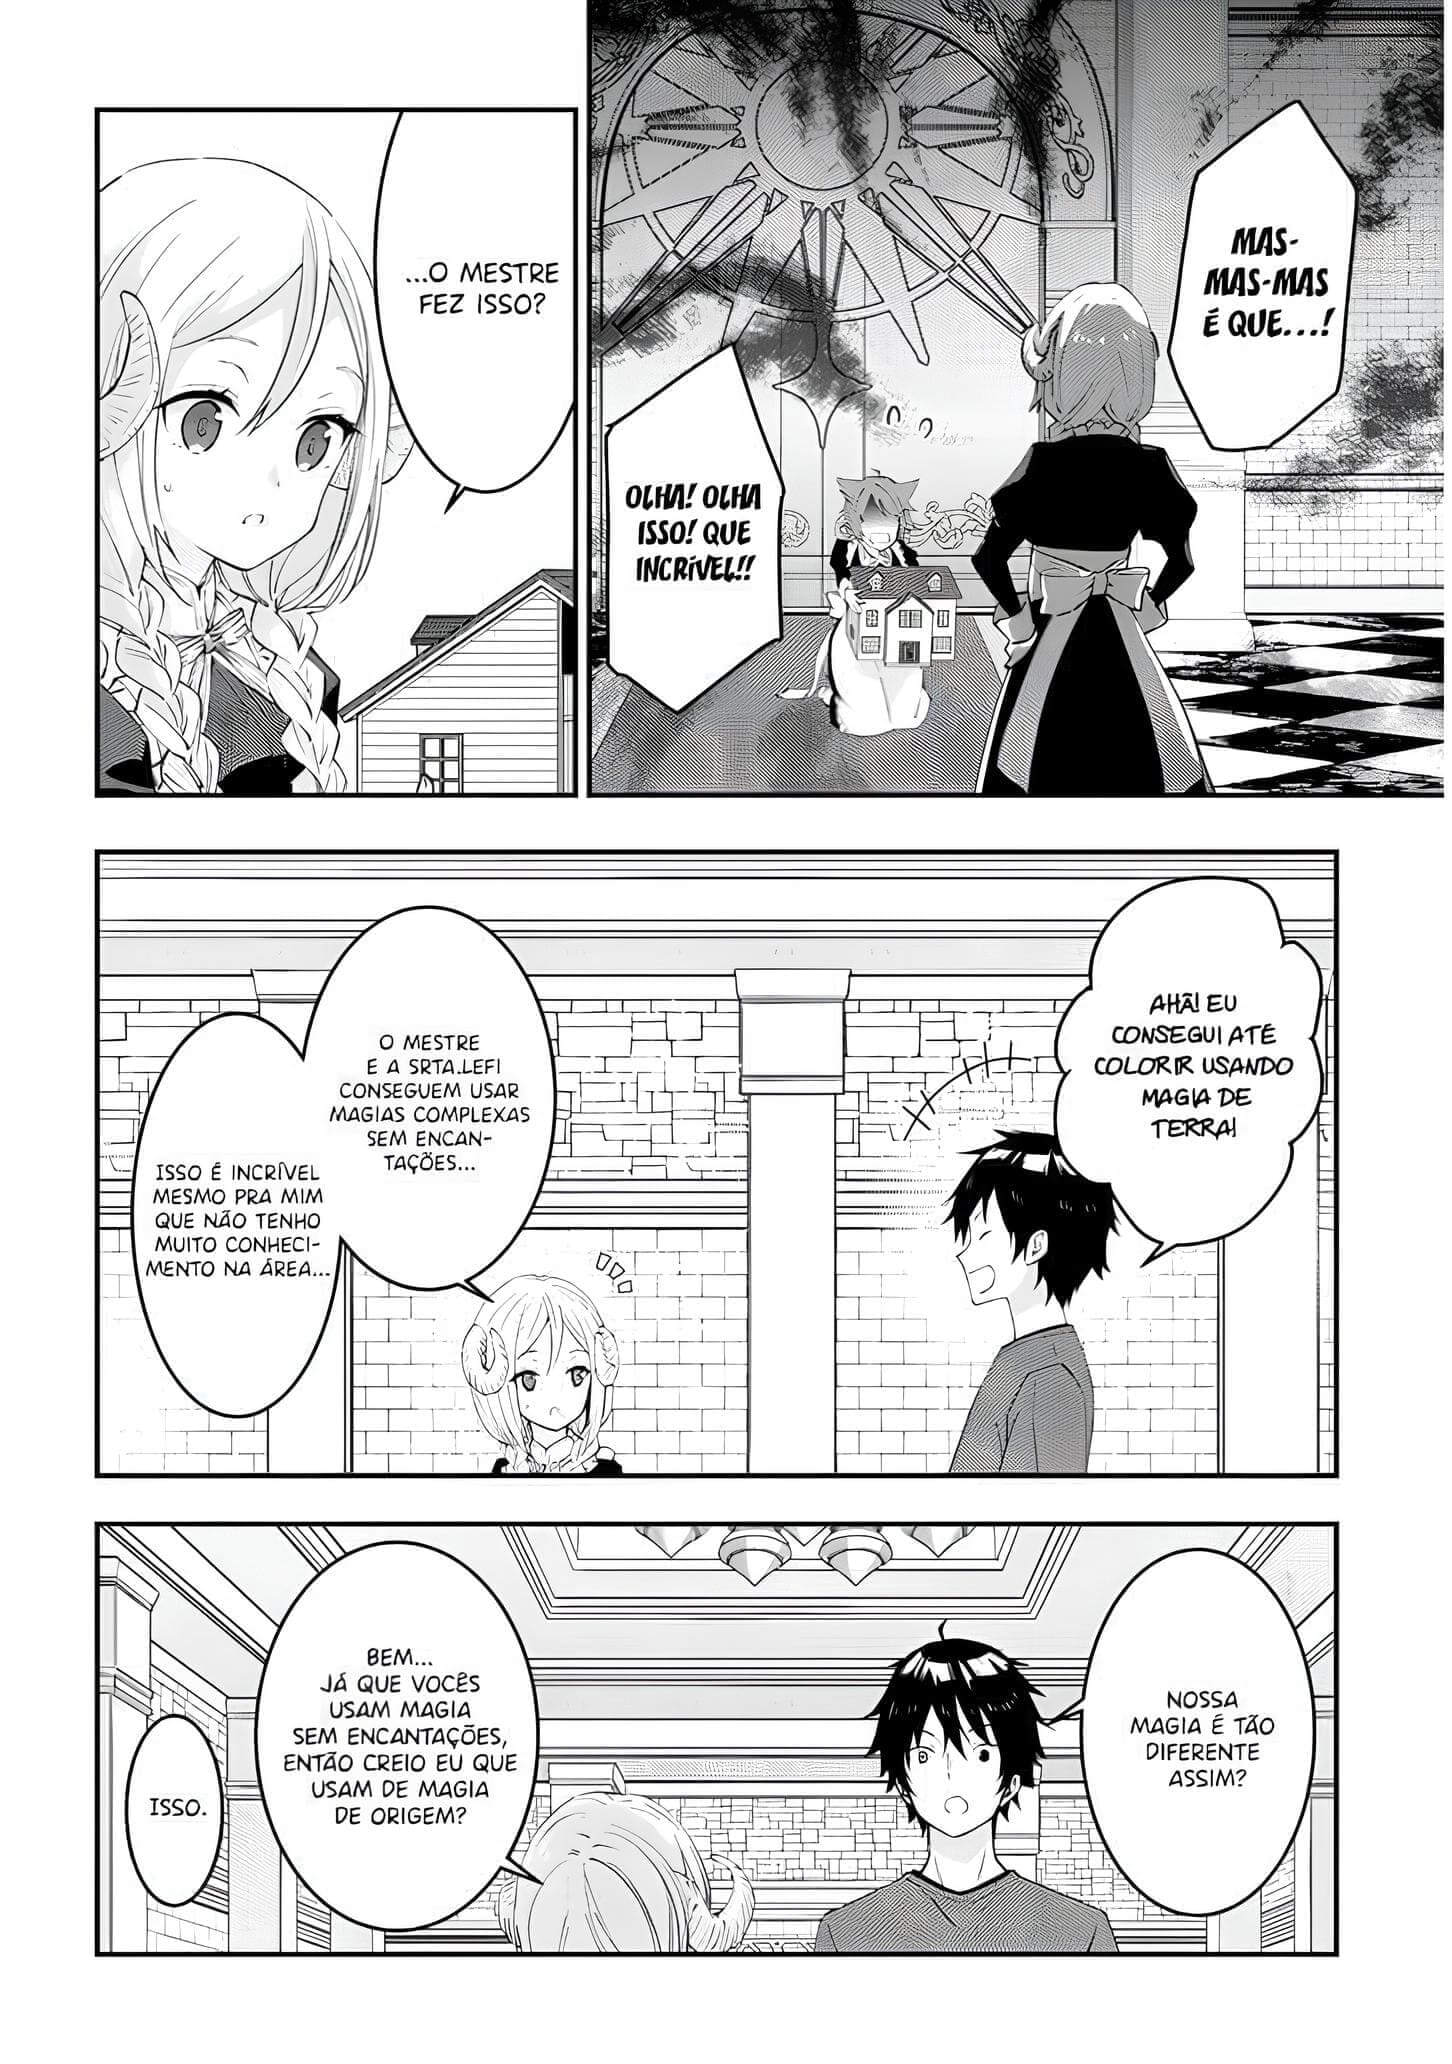 MAS-
MAS-MAS
É QUE...!
OLHA! OLHA
ISSO! QUE
INCRÍVEL!!
...O MESTRE
FEZ ISSO?
AHÃ! EU
CONSEGUI ATÉ
COLORIR USANDO
MAGIA DE
TERRA!
O MESTRE
E A SRTA.LEFI
CONSEGUEM USAR
MAGIAS COMPLEXAS
SEM ENCAN-
TAÇÕES...
ISSO É INCRÍVEL
MESMO PRA MIM
QUE NÃO TENHO
MUITO CONHECI-
MENTO NA ÁREA...
NOSSA
MAGIA É TÃO
DIFERENTE
ASSIM?
BEM...
JÁ QUE VOCÊS
USAM MAGIA
SEM ENCANTAÇÕES,
ENTÃO CREIO EU QUE
USAM DE MAGIA
DE ORIGEM?
ISSO.